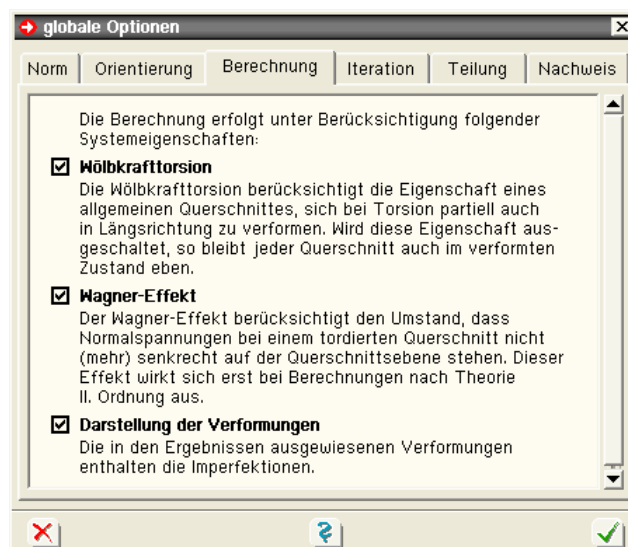 globale Optionen
Norm
Orientierung
Berechnung
Iteration
Teilung
Nachweis
Die Berechnung erfolgt unter Berücksichtigung folgender
Systemeigenschaften:
Wölbkrafttorsion
Die Wölbkrafttorsion berücksichtigt die Eigenschaft eines
allgemeinen Querschnittes, sich bei Torsion partiell auch
in Längsrichtung zu verformen. Wird diese Eigenschaft aus-
geschaltet, so bleibt jeder Querschnitt auch im verformten
Zustand eben.
Wagner-Effekt
Der Wagner-Effekt berücksichtigt den Umstand, dass
Normalspannungen bei einem tordierten Querschnitt nicht
(mehr) senkrecht auf der Querschnittsebene stehen. Dieser
Effekt wirkt sich erst bei Berechnungen nach Theorie
II. Ordnung aus.
Darstellung der Verformungen
Die in den Ergebnissen ausgewiesenen Verformungen
enthalten die Imperfektionen.